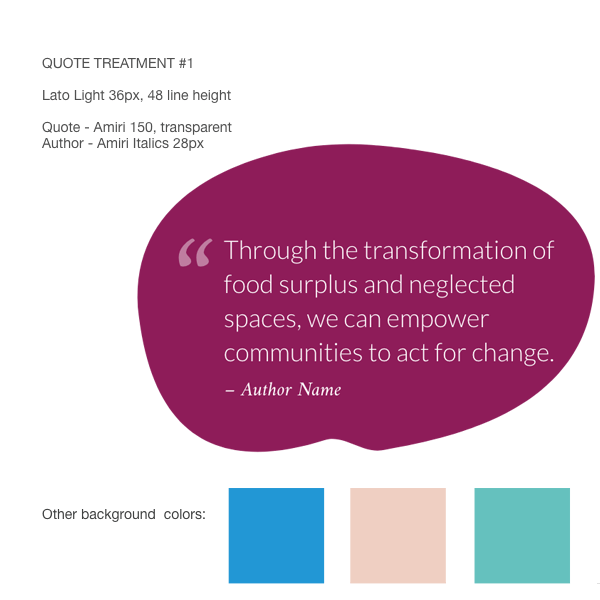 QUOTE TREATMENT #1
Lato Light 36px, 48 line height
Quote - Amiri 150, transparent
Author - Amiri Italics 28px
“ Through the transformation of
food surplus and neglected
spaces, we can empower
communities to act for change.
– Author Name
Other background colors: